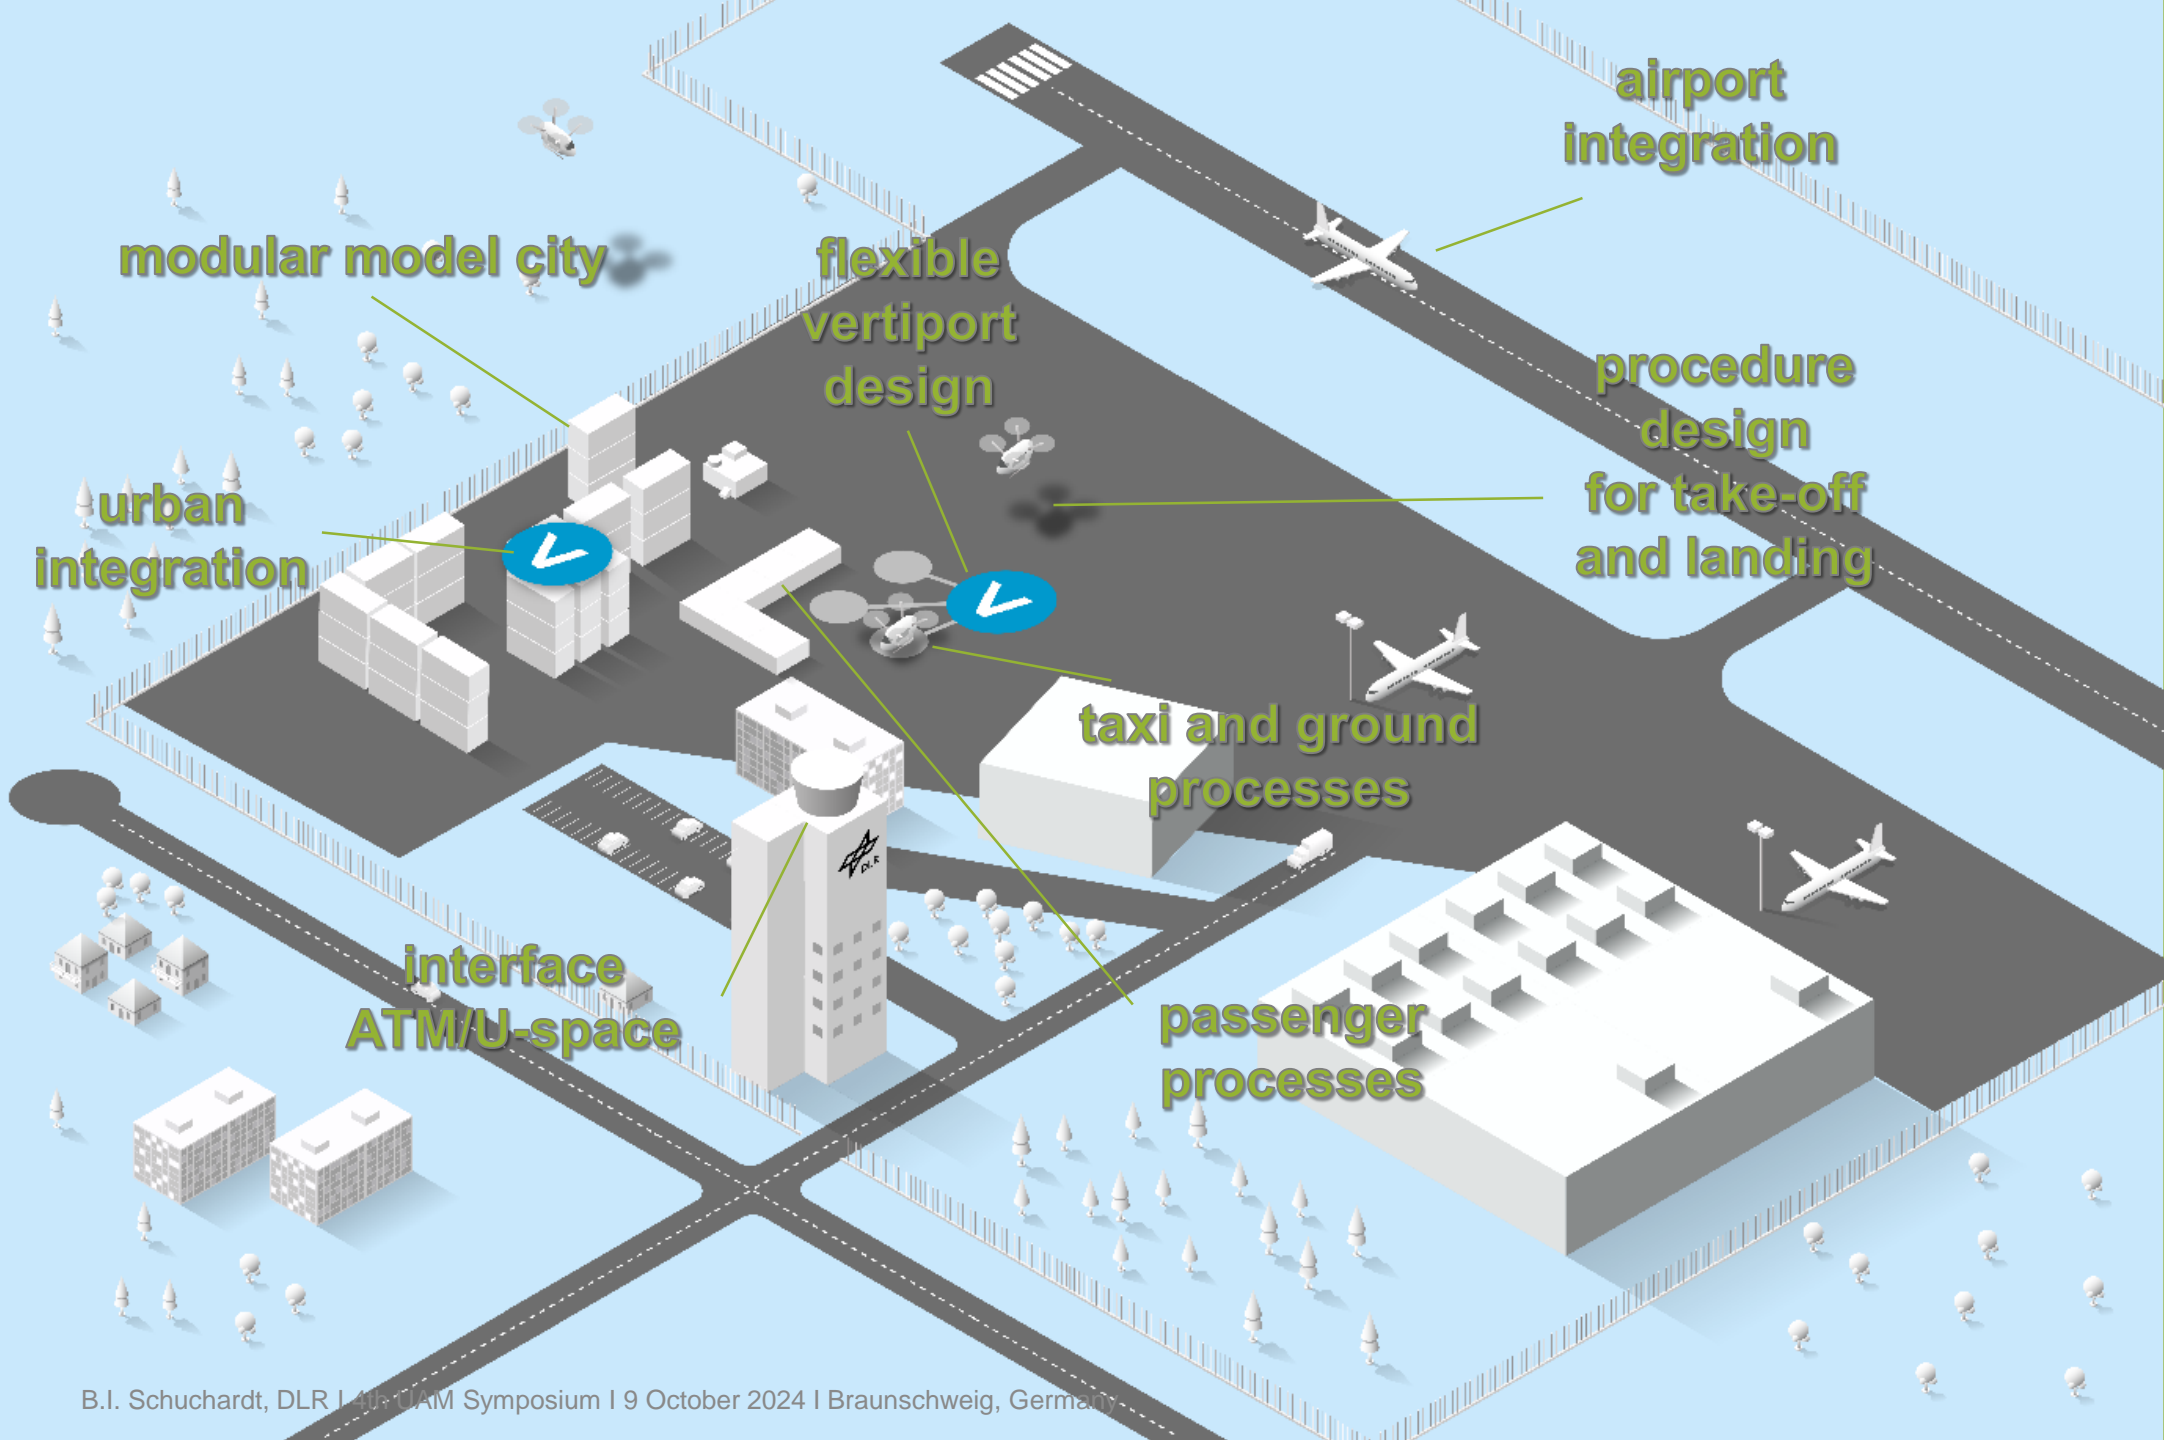 airport
integration
modular model city
flexible
vertiport
design
procedure
design
for take-off
and landing
urban
integration
V
V
taxi and ground
processes
DLR
interface
ATM/U-space
passenger
processes
B.I. Schuchardt, DLR I 4th UAM Symposium I 9 October 2024 I Braunschweig, Germany